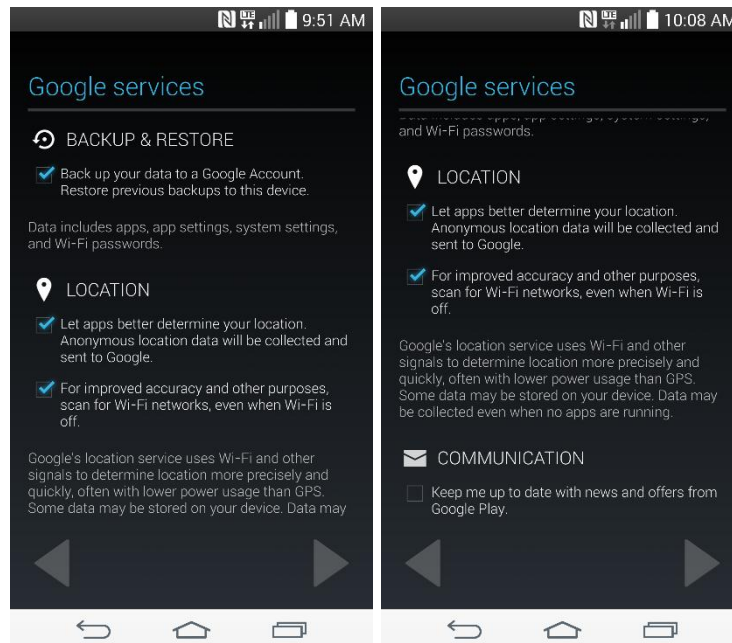 9:51 AM
Google services
BACKUP & RESTORE
Back up your data to a Google Account.
Restore previous backups to this device.
Data includes apps, app settings, system settings,
and Wi-Fi passwords.
LOCATION
Let apps better determine your location.
Anonymous location data will be collected and
sent to Google.
For improved accuracy and other purposes,
scan for Wi-Fi networks, even when Wi-Fi is
off.
Google's location service uses Wi-Fi and other
signals to determine location more precisely and
quickly, often with lower power usage than GPS.
Some data may be stored on your device. Data may
LTE
10:08 AM
Google services
Data includes apps, app settings, system settings,
and Wi-Fi passwords.
LOCATION
Let apps better determine your location.
Anonymous location data will be collected and
sent to Google.
For improved accuracy and other purposes,
scan for Wi-Fi networks, even when Wi-Fi is
off.
Google's location service uses Wi-Fi and other
signals to determine location more precisely and
quickly, often with lower power usage than GPS.
Some data may be stored on your device. Data may
be collected even when no apps are running.
COMMUNICATION
Keep me up to date with news and offers from
Google Play.